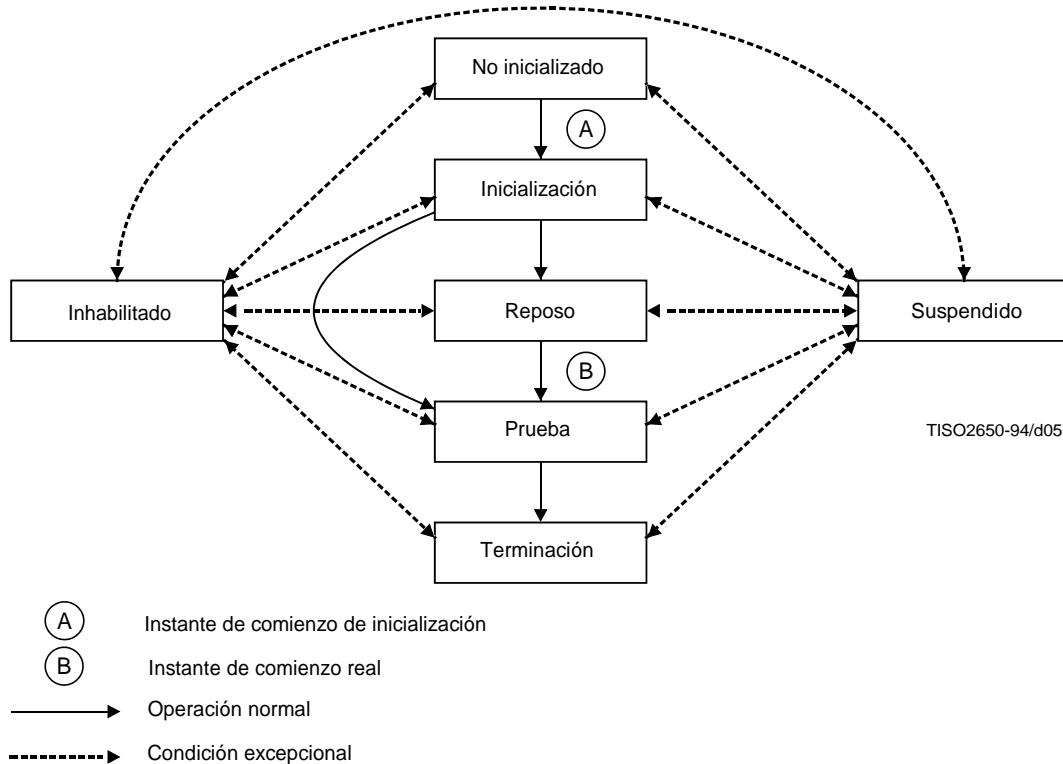 No inicializado
A
Inicialización
Inhabilitado
Reposo
Suspendido
B
Prueba
TISO2650-94/d05
Terminación
A Instante de comienzo de inicialización
B Instante de comienzo real
Operación normal
Condición excepcional